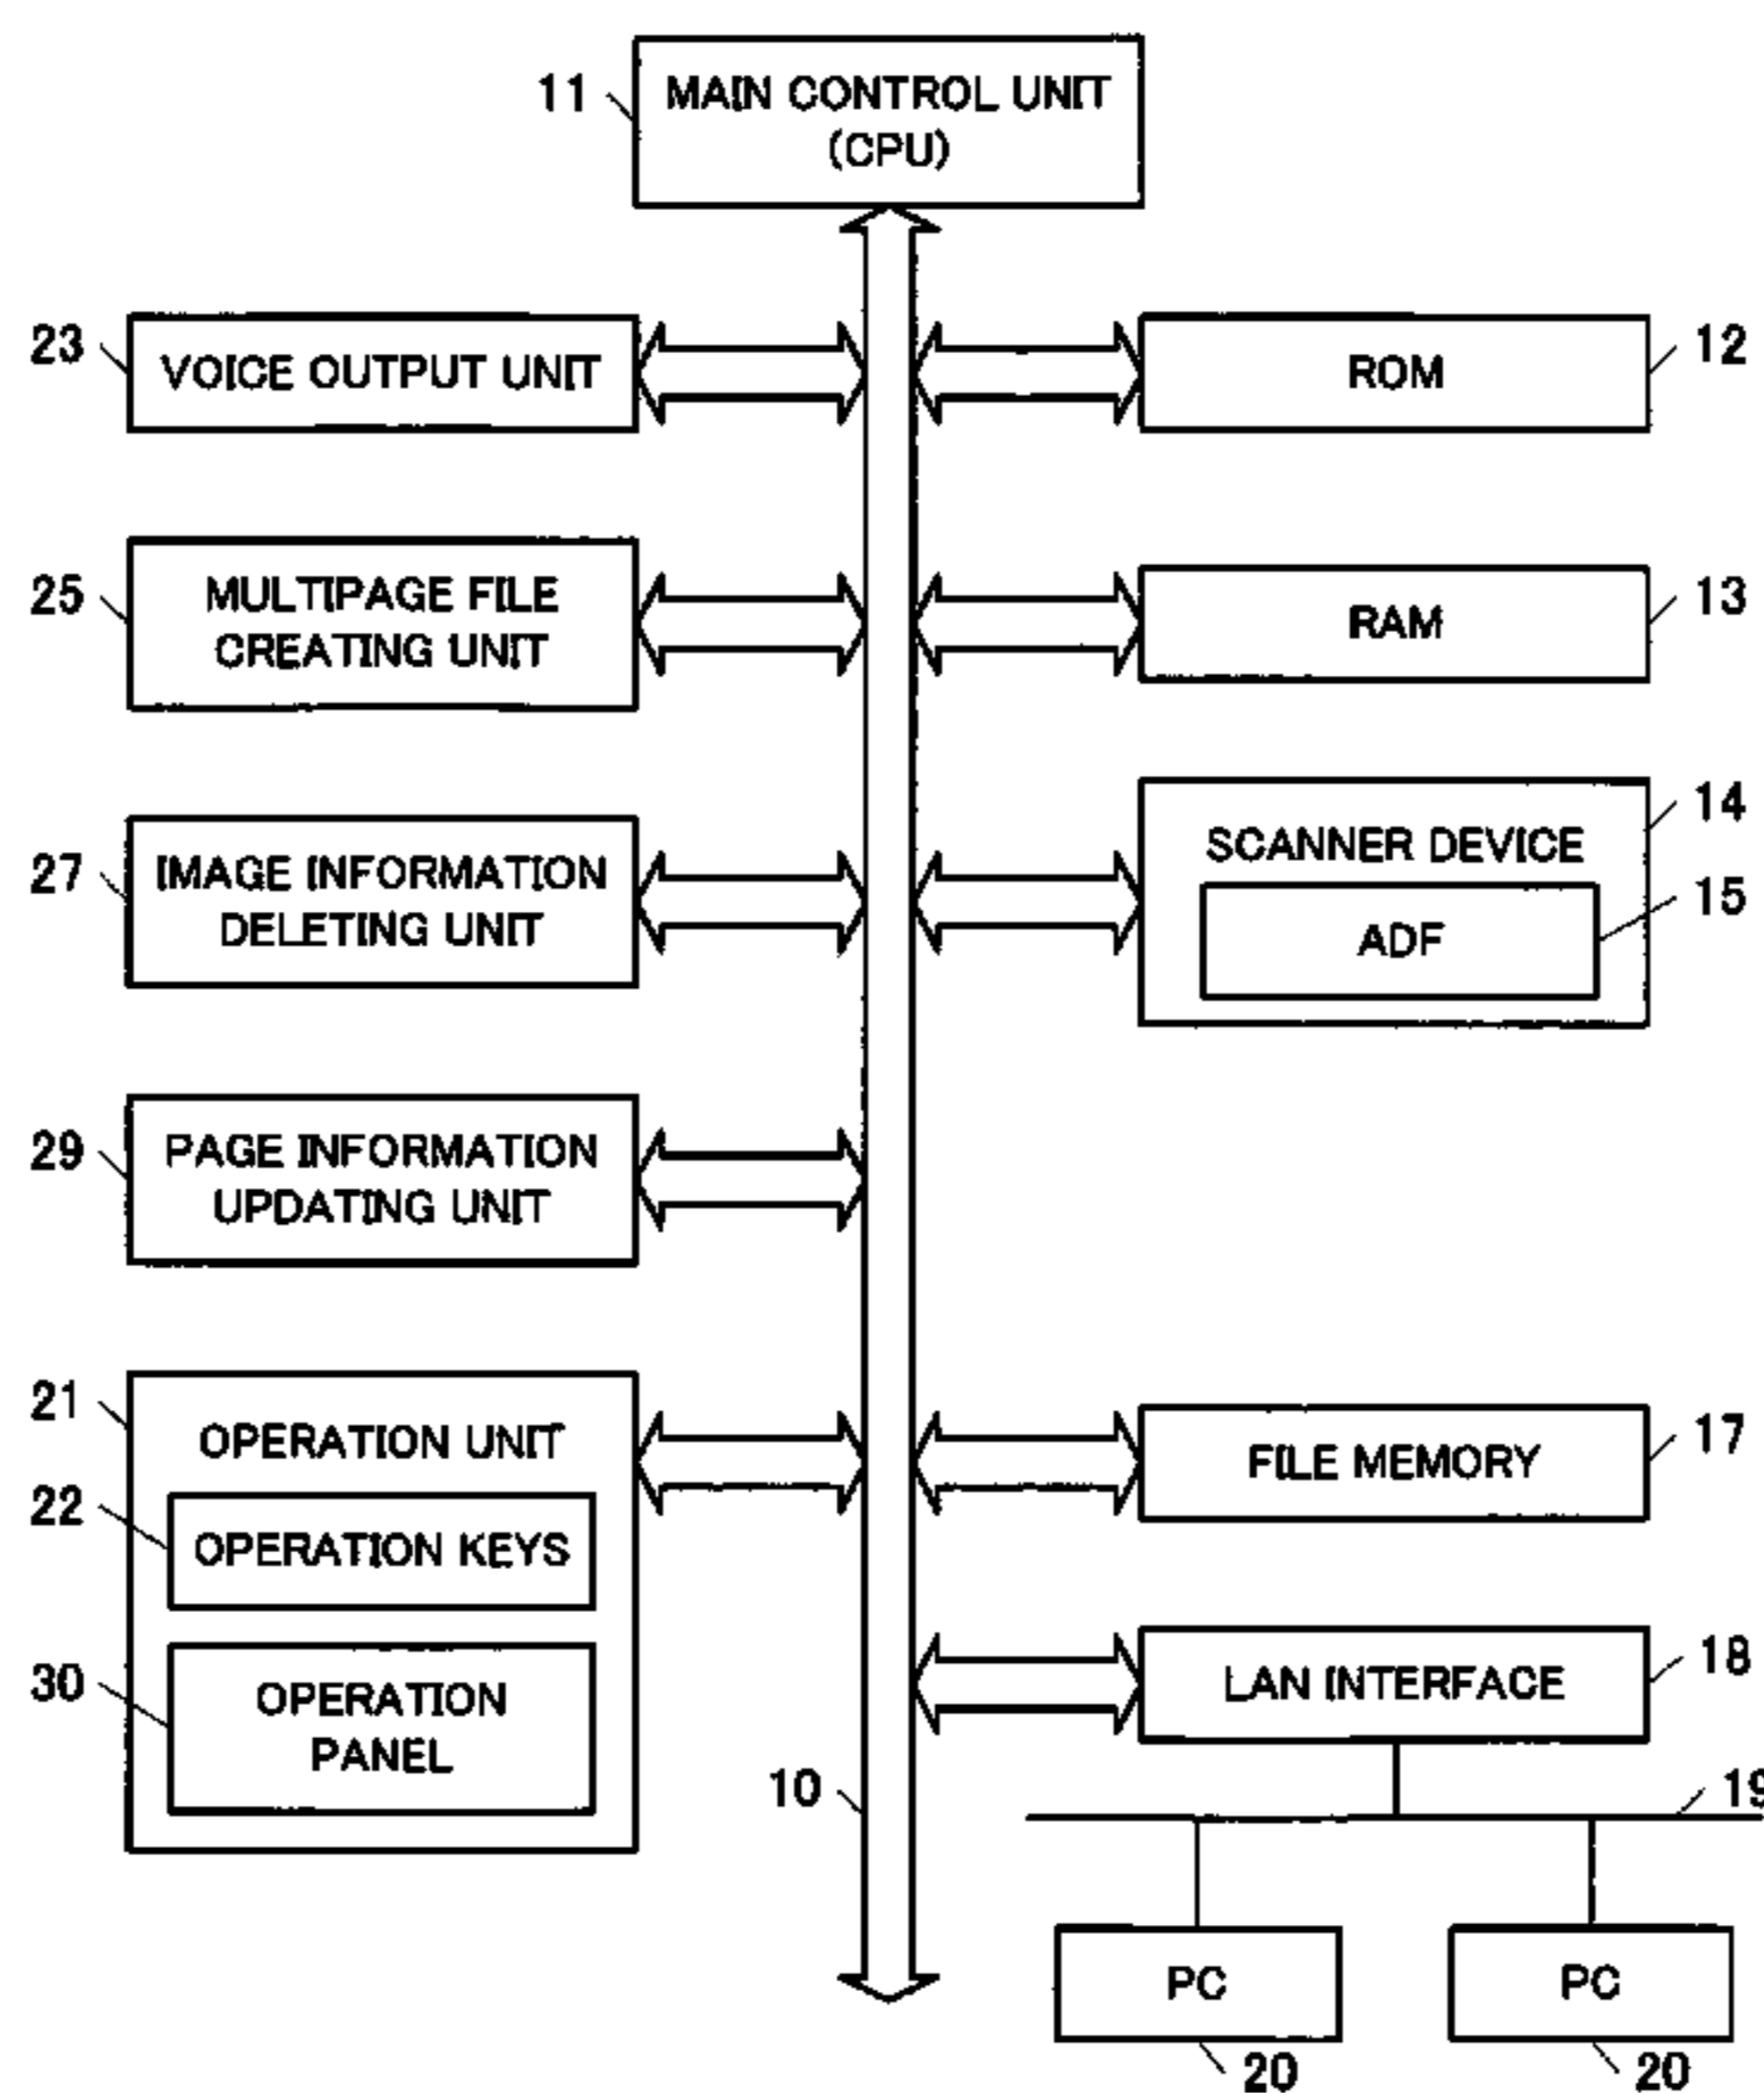 11
MAIN CONTROL UNIT
(CPU)
23
VOICE OUTPUT UNIT
ROM
12
25
MULTIPAGE FILE
CREATING UNIT
RAM
13
27
IMAGE INFORMATION
DELETING UNIT
SCANNER DEVICE
14
ADF
15
29
PAGE INFORMATION
UPDATING UNIT
21
OPERATION UNIT
22
OPERATION KEYS
30
OPERATION
PANEL
FILE MEMORY
17
LAN INTERFACE
18
10
19
PC
PC
20
20